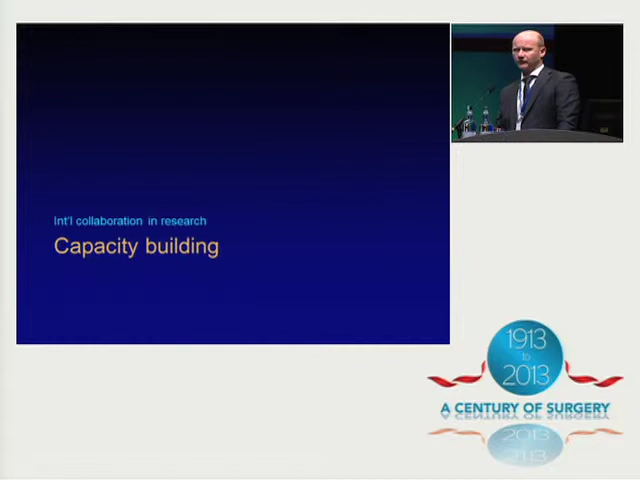 Int'l collaboration in research
Capacity building
1913
to
2013
A CENTURY OF SURGERY